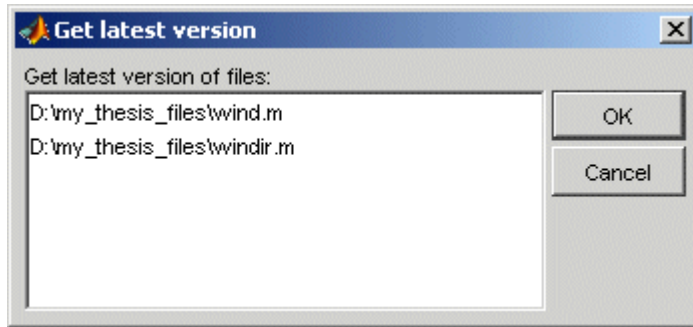 Get latest version
Get latest version of files:
D:\my_thesis_files\wind.m
OK
D:\my_thesis_files\windir.m
Cancel